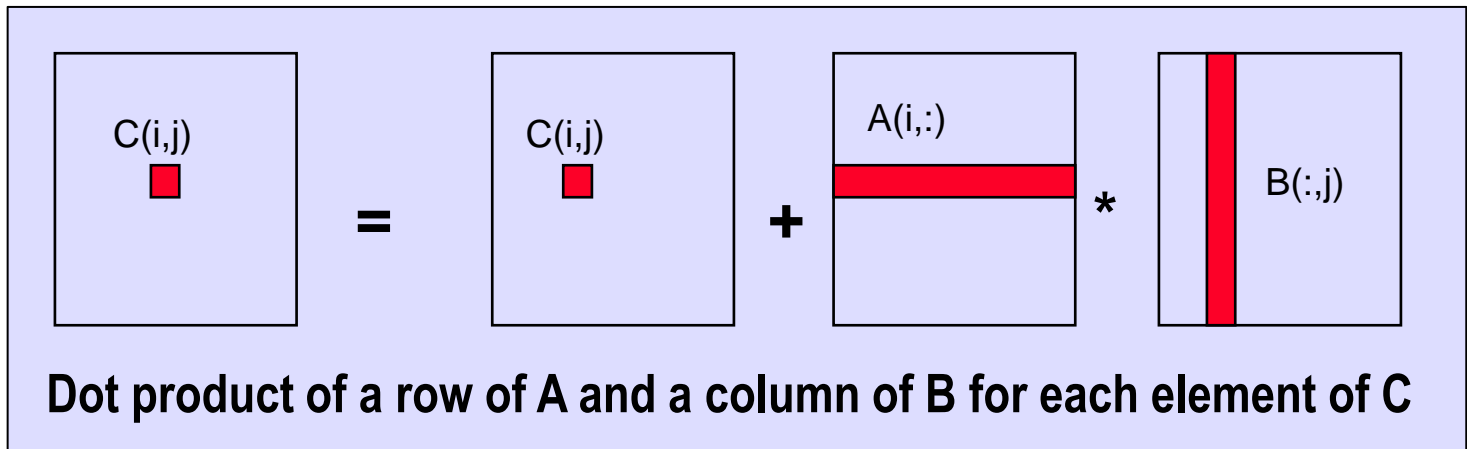 C(i,j)
=
C(i,j)
+
A(i,:)
*
B(:,j)
Dot product of a row of A and a column of B for each element of C